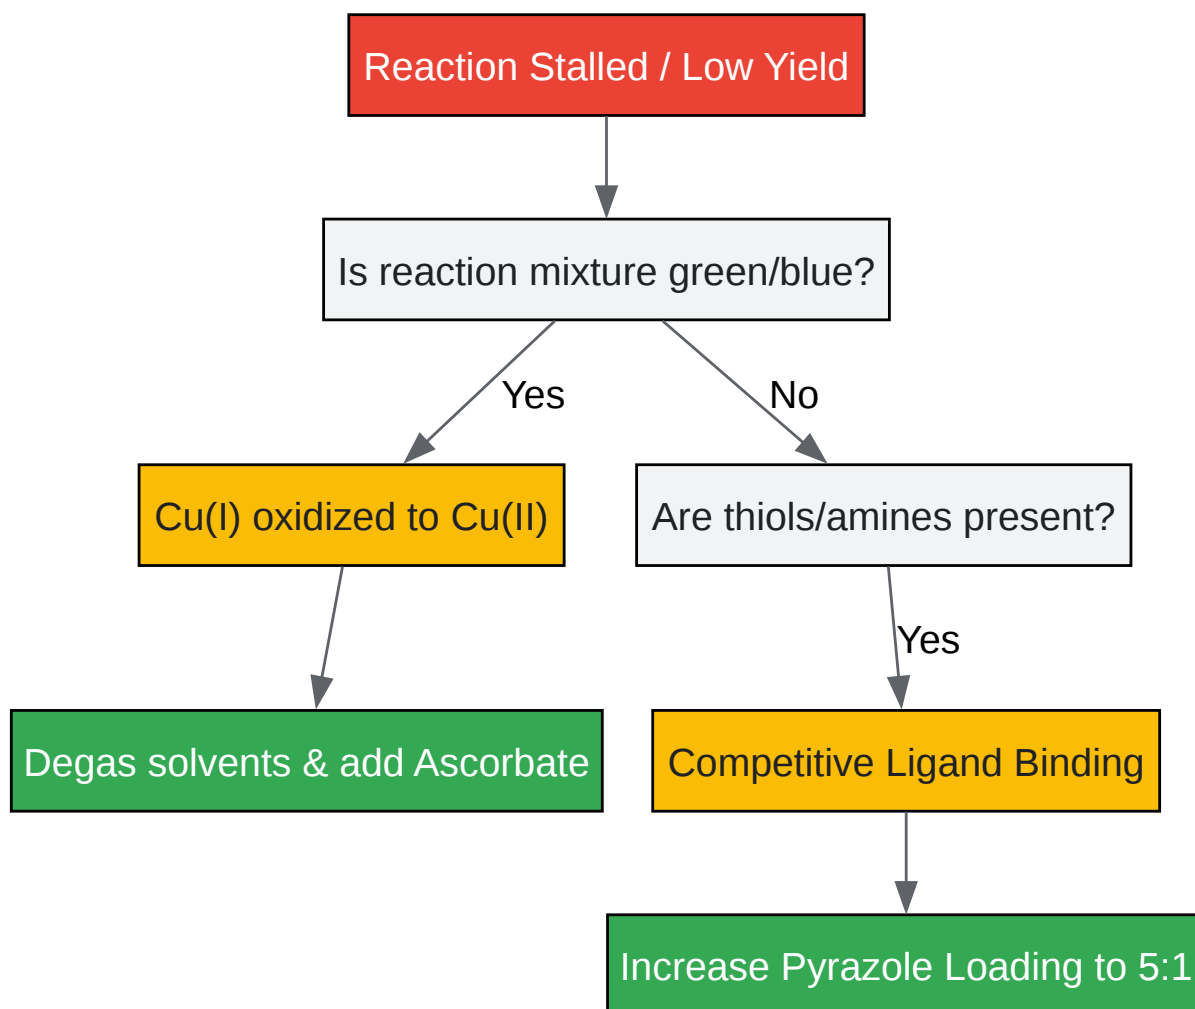 Reaction Stalled / Low Yield
Is reaction mixture green/blue?
Yes
No
Cu(I) oxidized to Cu(II)
Are thiols/amines present?
Yes
Degas solvents & add Ascorbate
Competitive Ligand Binding
Increase Pyrazole Loading to 5:1